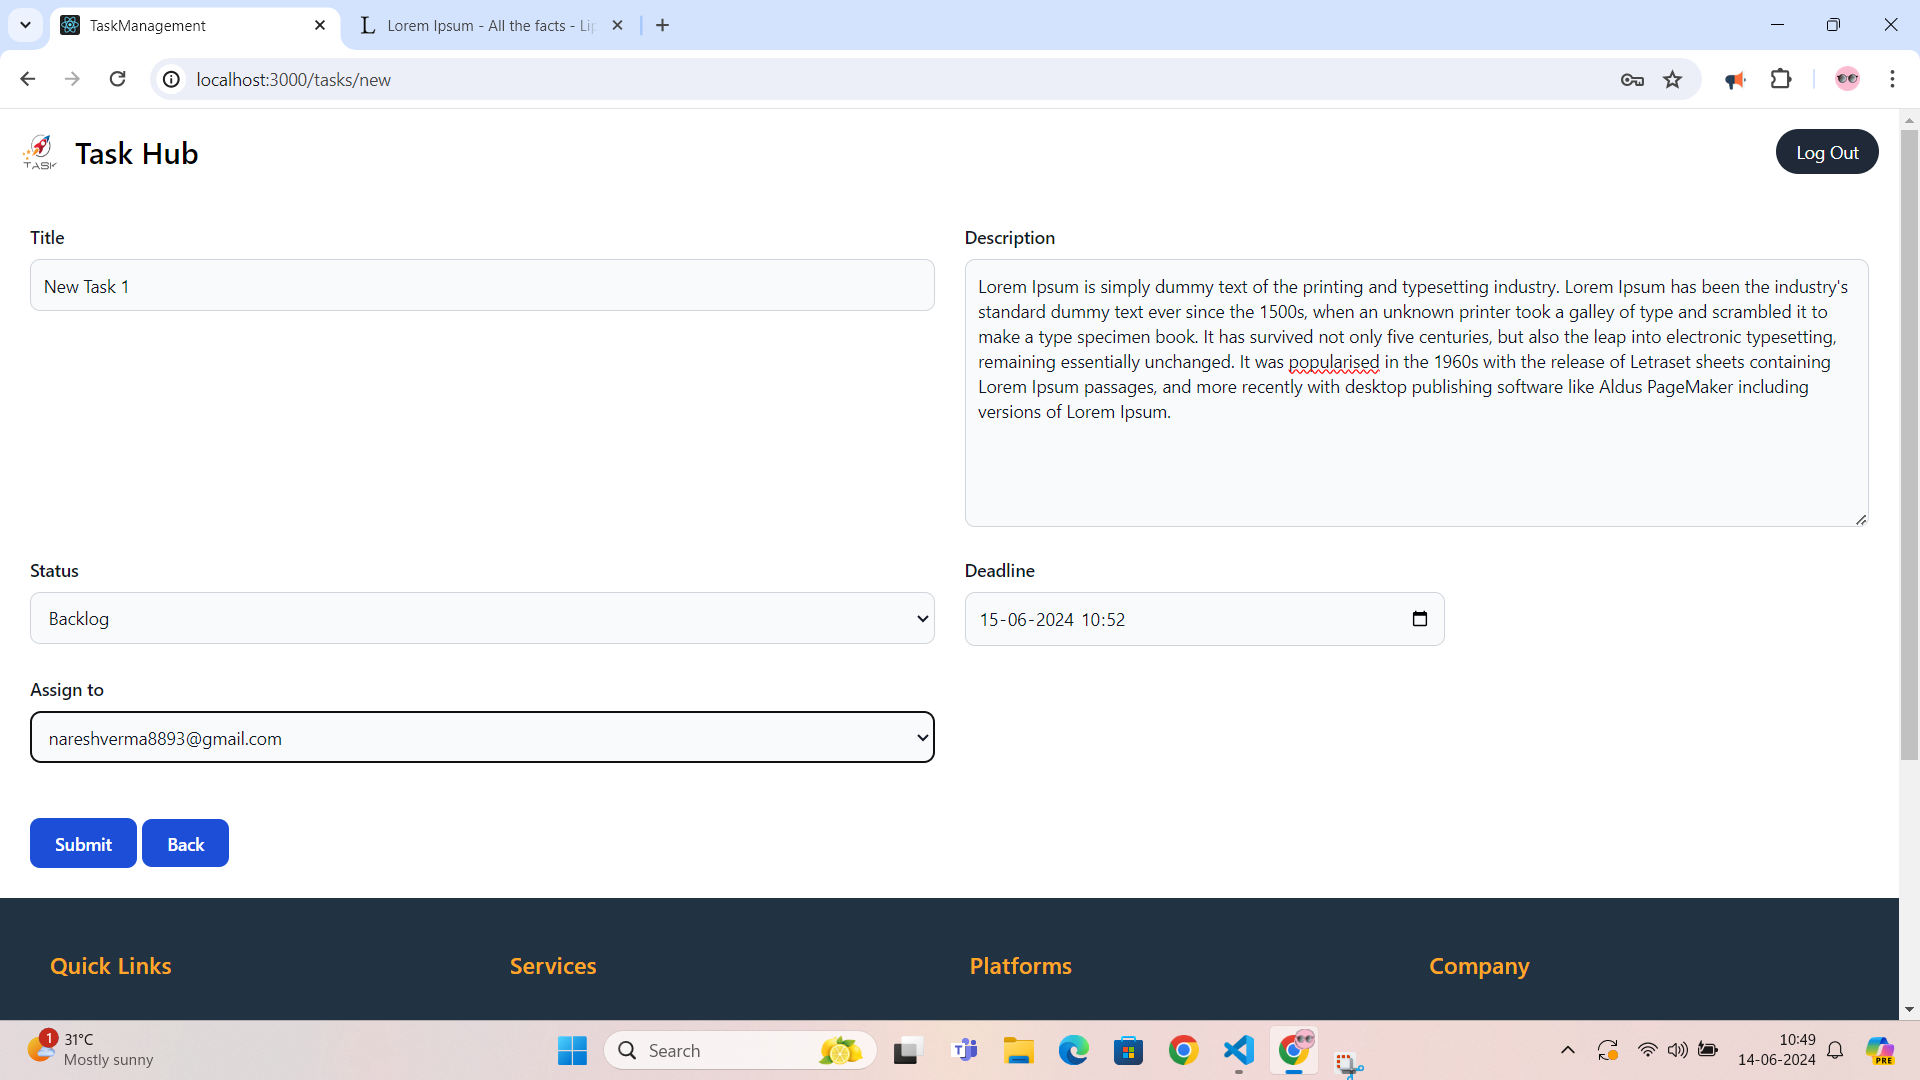 TaskManagement
Lorem Ipsum - All the facts - Lip
localhost:3000/tasks/new
TASK
Task Hub
Log Out
Title
Description
New Task 1
Lorem Ipsum is simply dummy text of the printing and typesetting industry. Lorem Ipsum has been the industry's
standard dummy text ever since the 1500s, when an unknown printer took a galley of type and scrambled it to
make a type specimen book. It has survived not only five centuries, but also the leap into electronic typesetting,
remaining essentially unchanged. It was popularised in the 1960s with the release of Letraset sheets containing
Lorem Ipsum passages, and more recently with desktop publishing software like Aldus PageMaker including
versions of Lorem Ipsum.
Status
Deadline
Backlog
15-06-2024 10:52
Assign to
nareshverma8893@gmail.com
Submit
Back
Quick Links
Services
Platforms
Company
1
31°C
Mostly sunny
Search
10:49
14-06-2024
PRE